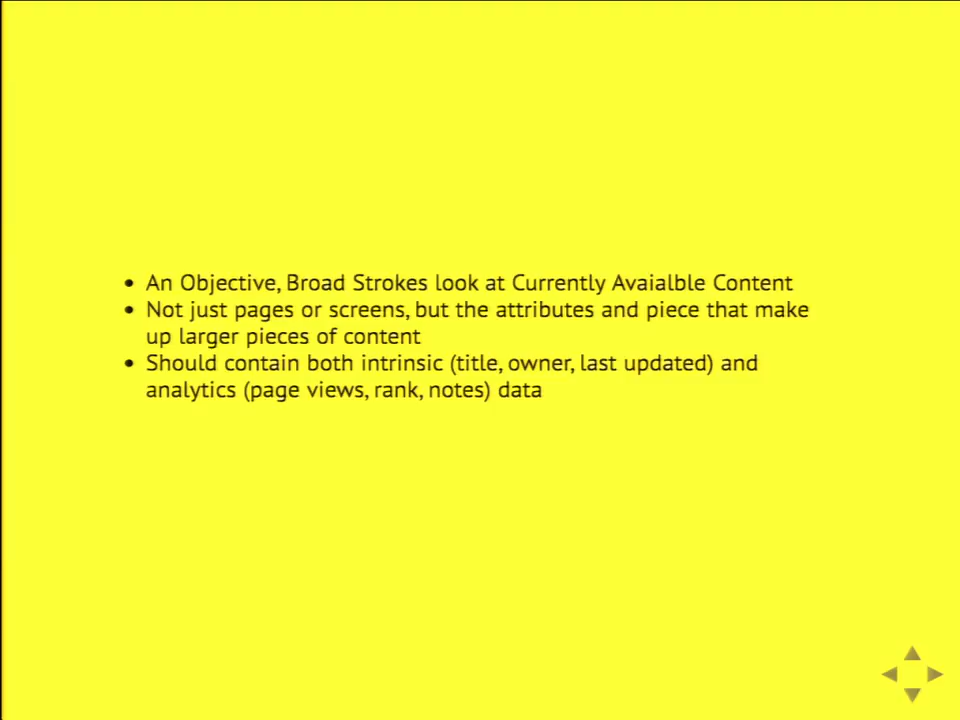 • An Objective, Broad Strokes look at Currently Avaialble Content
• Not just pages or screens, but the attributes and piece that make
up larger pieces of content
• Should contain both intrinsic (title, owner, last updated) and
analytics (page views, rank, notes) data